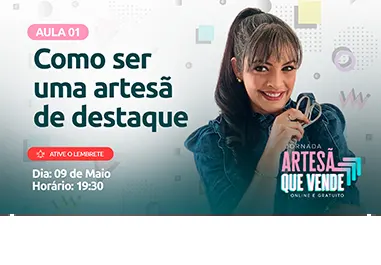 AULA 01
Como ser
uma artesã
de destaque
ATIVE O LEMBRETE
Dia: 09 de Maio
Horário: 19:30
JORNADA
ARTESÃ
QUE VENDE
ONLINE E GRATUITO